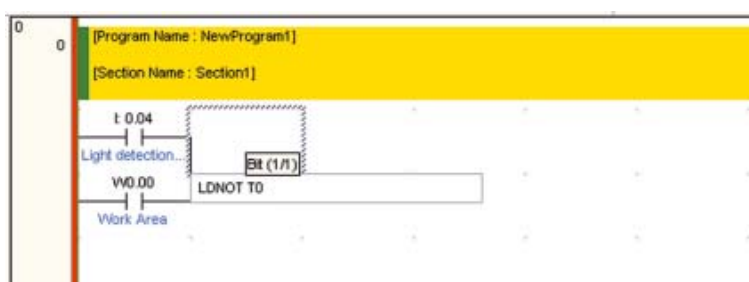 0
0
[Program Name : NewProgram1]
[Section Name : Section1]
I: 0.04
Light detection...
Bit (1/1)
W0.00
LDNOT T0
Work Area